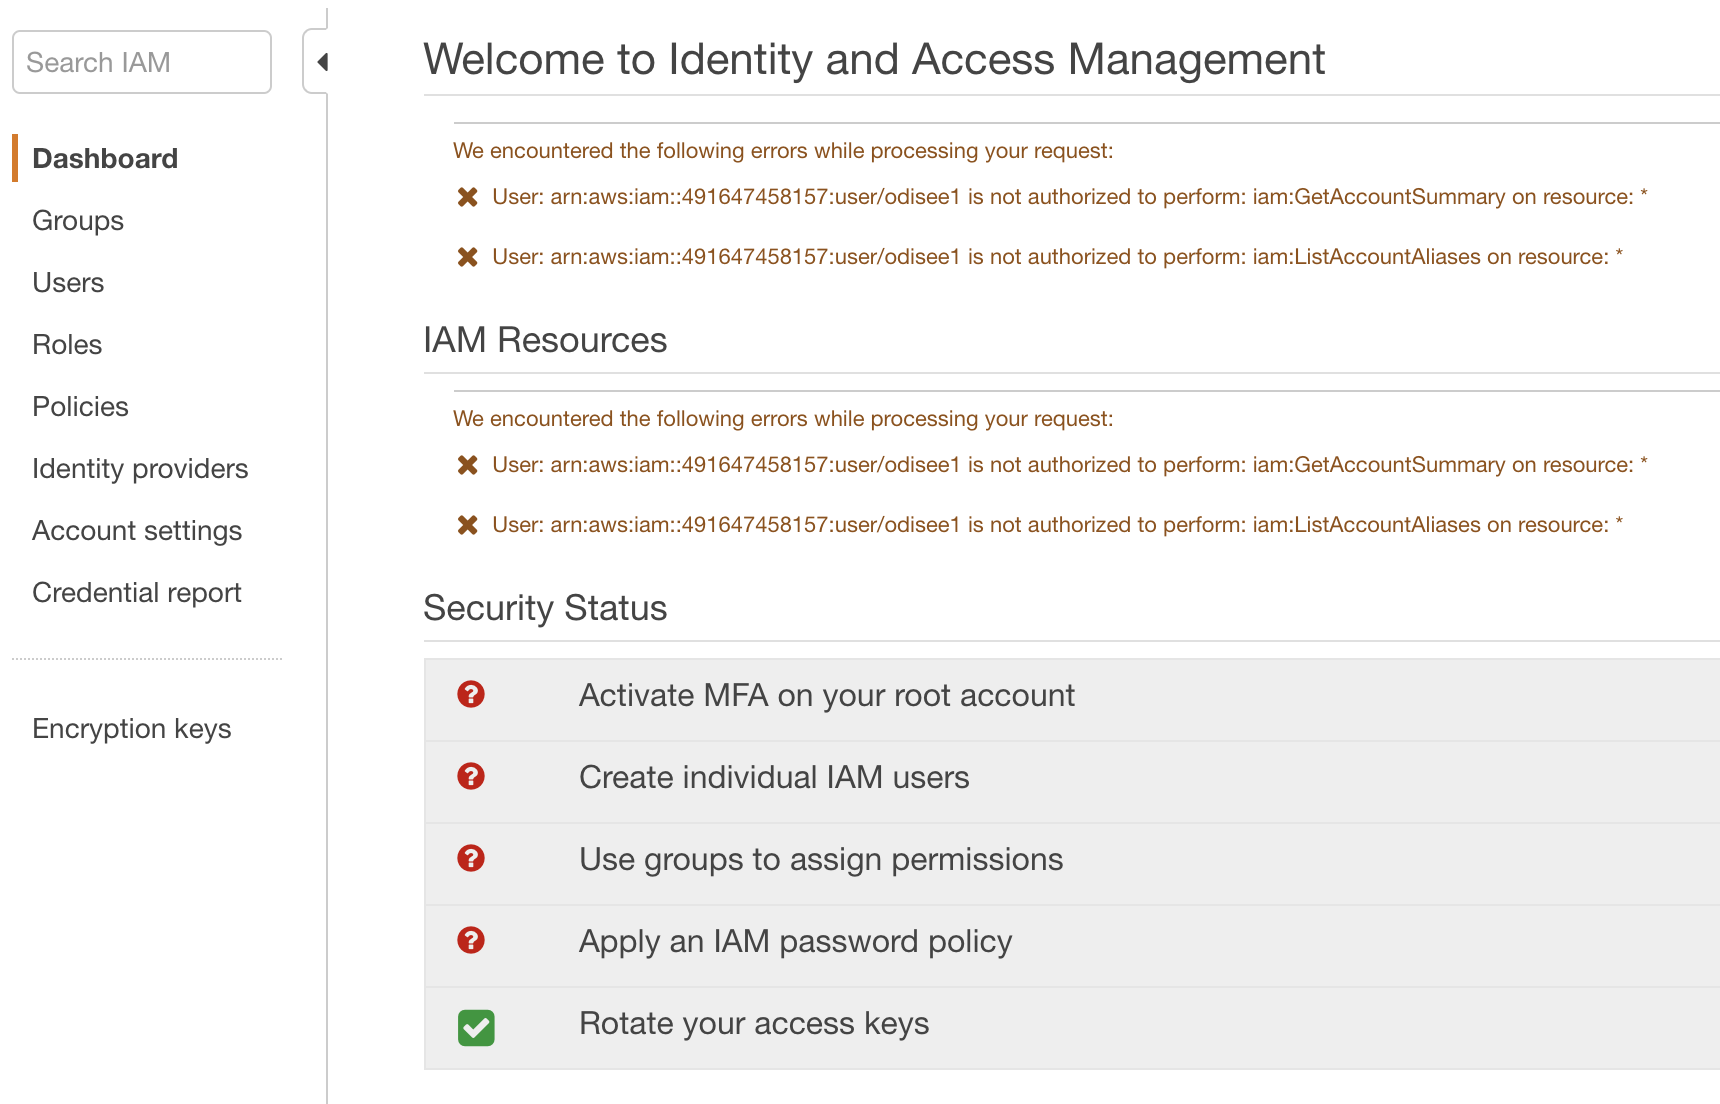 Search IAM
Dashboard
Groups
Users
Roles
Policies
Identity providers
Account settings
Credential report
Encryption keys
Welcome to Identity and Access Management
We encountered the following errors while processing your request:
User: arn:aws:iam::491647458157:user/odisee1 is not authorized to perform: iam:GetAccountSummary on resource: *
User: arn:aws:iam::491647458157:user/odisee1 is not authorized to perform: iam:ListAccountAliases on resource: *
IAM Resources
We encountered the following errors while processing your request:
User: arn:aws:iam::491647458157:user/odisee1 is not authorized to perform: iam:GetAccountSummary on resource: *
User: arn:aws:iam::491647458157:user/odisee1 is not authorized to perform: iam:ListAccountAliases on resource: *
Security Status
Activate MFA on your root account
Create individual IAM users
Use groups to assign permissions
Apply an IAM password policy
Rotate your access keys